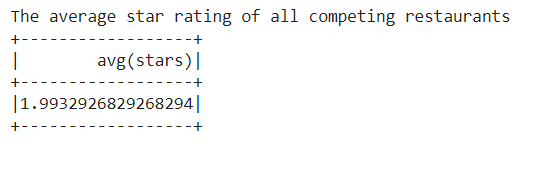 The average star rating of all competing restaurants
+------------------+
|       avg(stars)|
+------------------+
|1.9932926829268294|
+------------------+